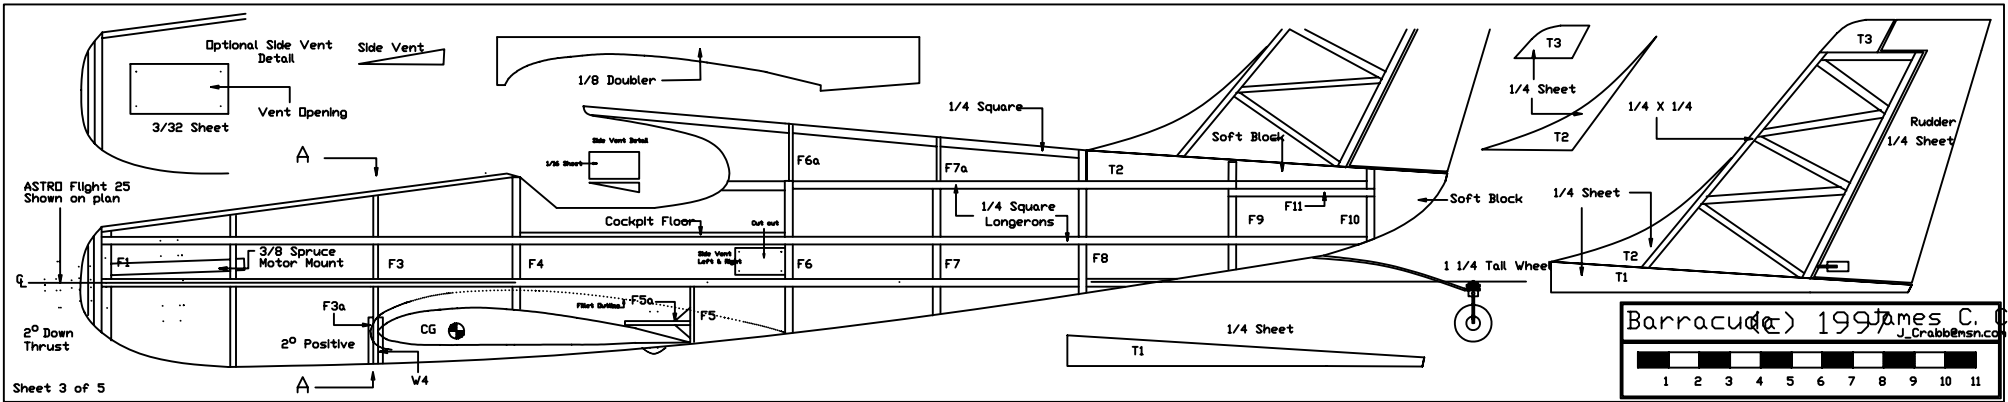 Optional Side Vent
Detail
Side Vent
Vent Opening
3/32 Sheet
1/8 Doubler
1/4 Square
Side Vent Detail
1/16 Sheet
A
ASTRO Flight 25
Shown on plan
F6a
F7a
T2
Soft Block
T3
1/4 Sheet
T2
1/4 X 1/4
T3
Rudder
1/4 Sheet
Cockpit Floor
Cut out
1/4 Square
Longerons
F11
F9
F10
Soft Block
1/4 Sheet
3/8 Spruce
Motor Mount
F1
F3
F4
Side Vent
Left & Right
F6
F7
F8
1 1/4 Tail Wheel
T2
T1
F3a
Fillet Outline
F5a
F5
2° Down
Thrust
CG
2° Positive
W4
A
1/4 Sheet
T1
Sheet 3 of 5
Barracuda
(c) 1997
James C. C
J_Crabb@msn.com
1 2 3 4 5 6 7 8 9 10 11